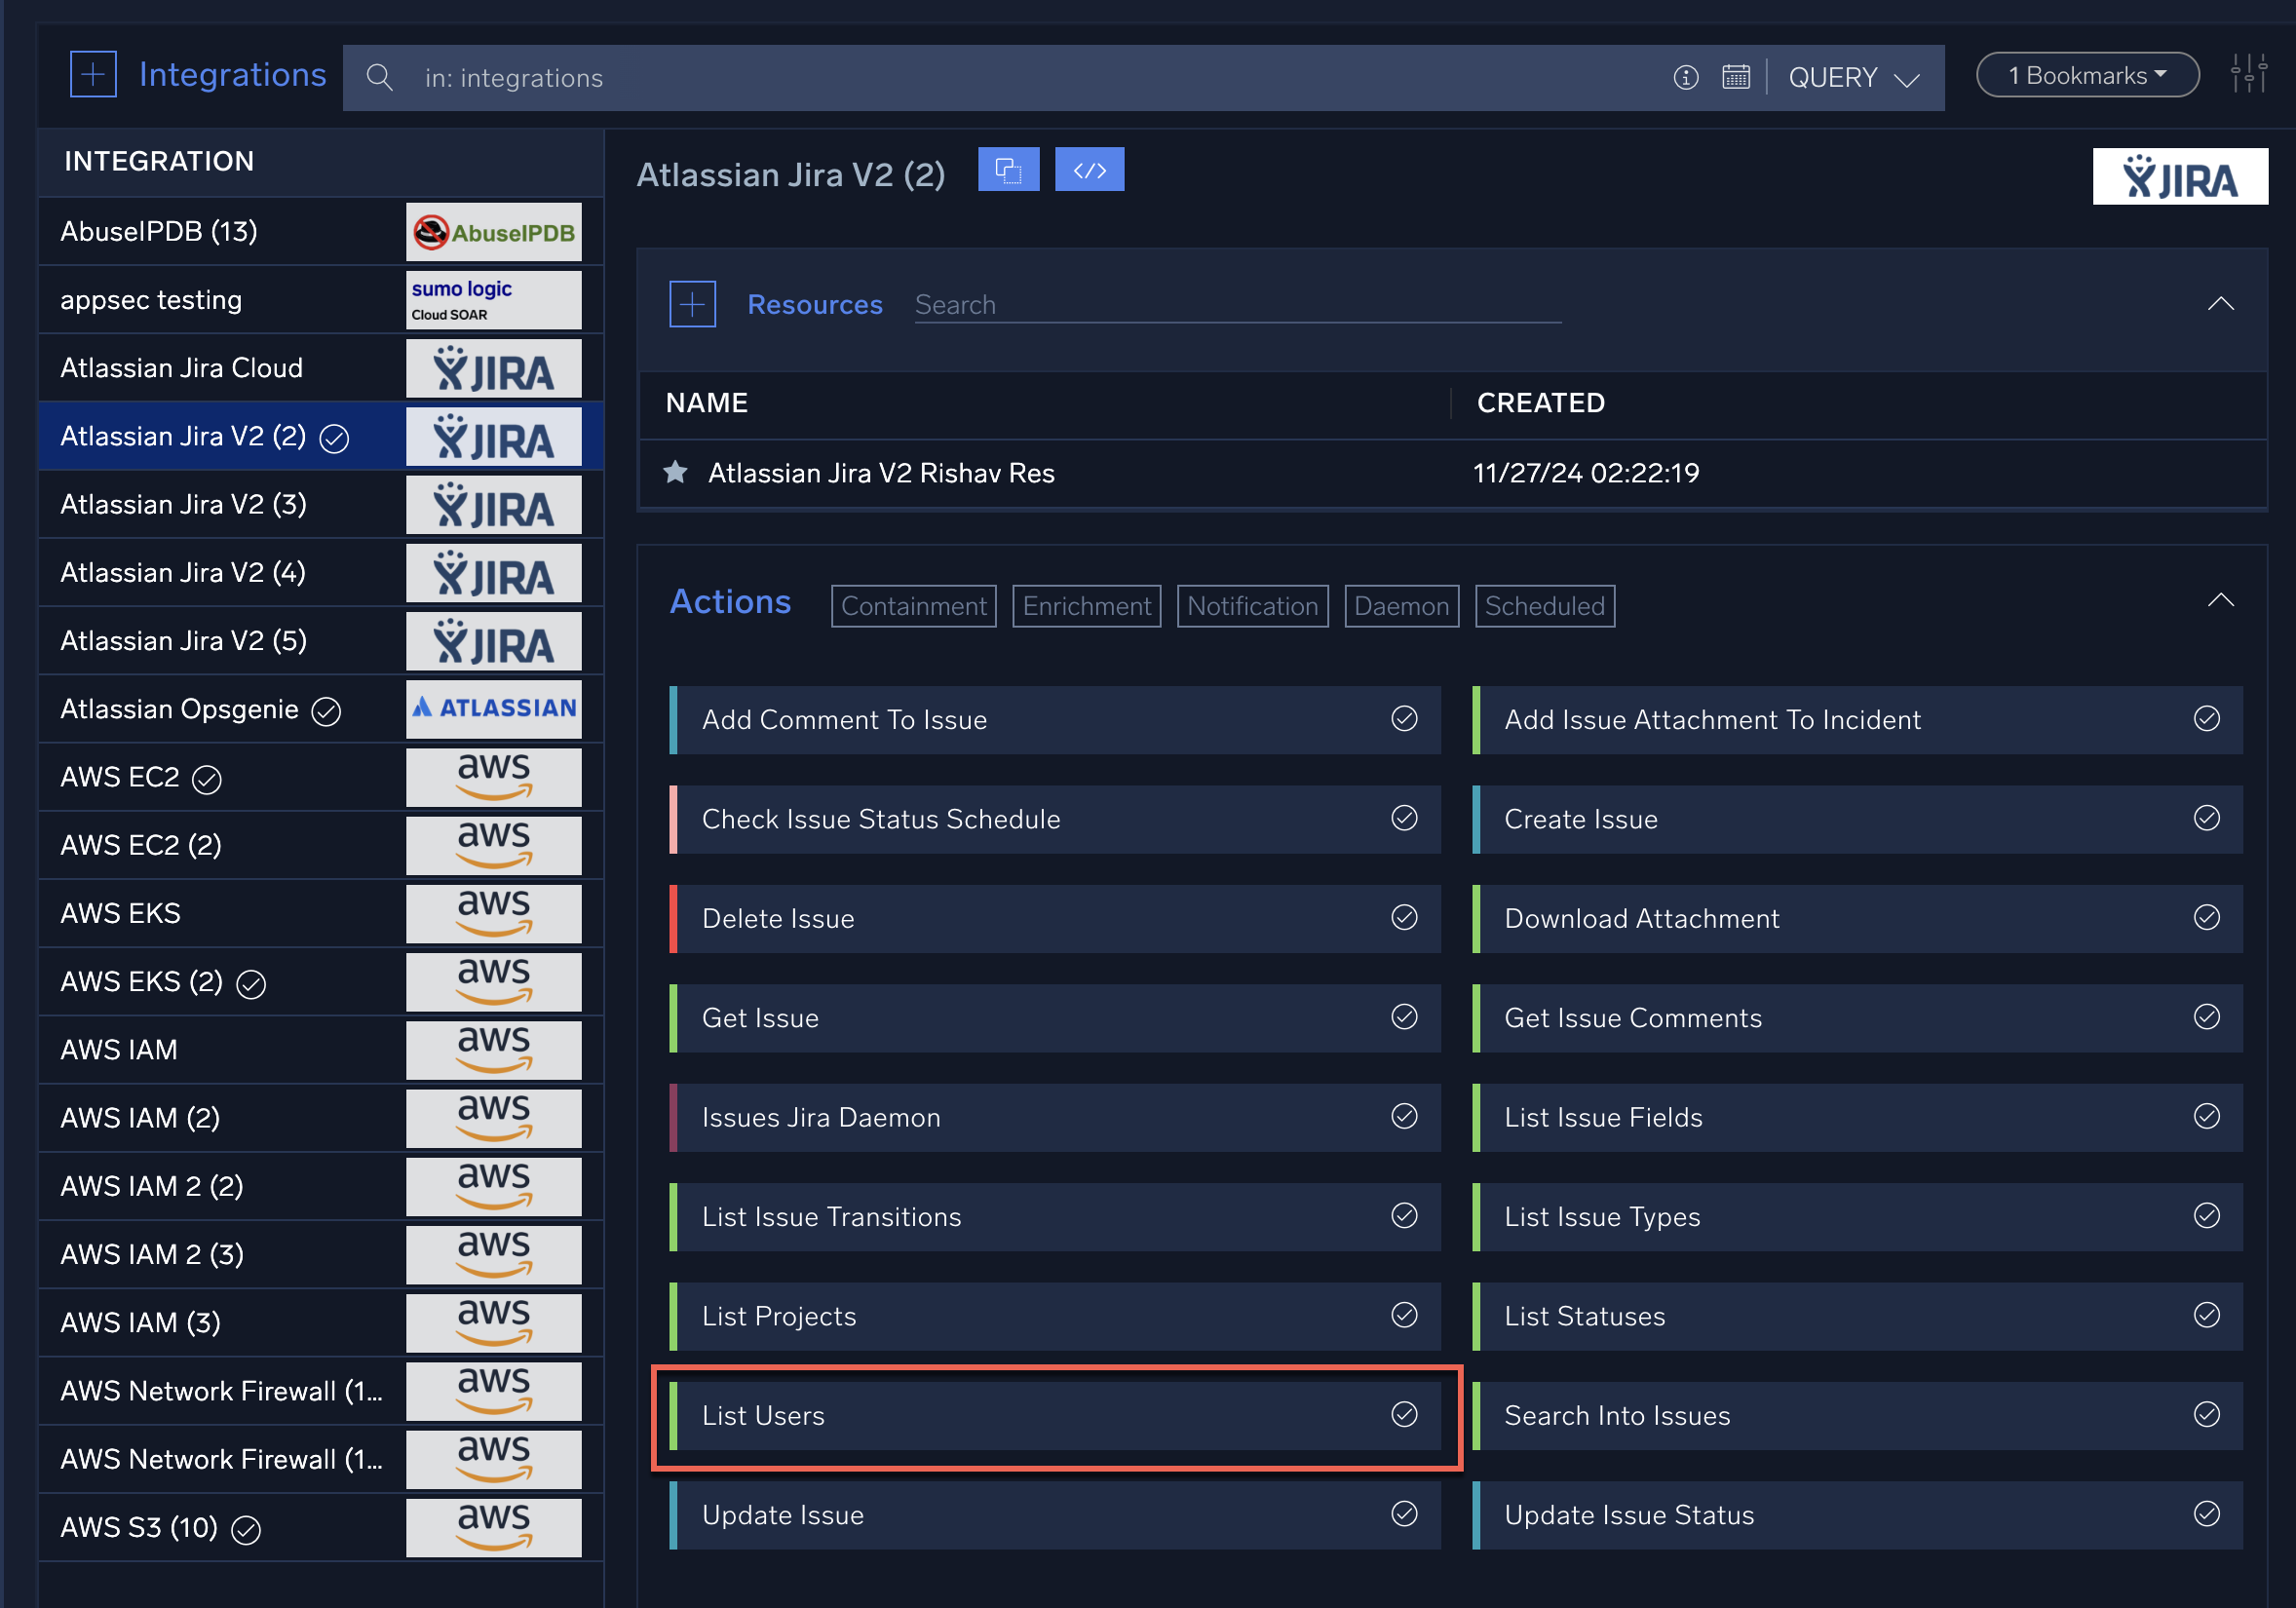 Integrations
in: integrations
QUERY
1 Bookmarks
INTEGRATION
AbuseIPDB (13)
AbuseIPDB
appsec testing
sumo logic
Cloud SOAR
Atlassian Jira Cloud
JIRA
Atlassian Jira V2 (2)
JIRA
Atlassian Jira V2 (3)
JIRA
Atlassian Jira V2 (4)
JIRA
Atlassian Jira V2 (5)
JIRA
Atlassian Opsgenie
ATLASSIAN
AWS EC2
aws
AWS EC2 (2)
aws
AWS EKS
aws
AWS EKS (2)
aws
AWS IAM
aws
AWS IAM (2)
aws
AWS IAM 2 (2)
aws
AWS IAM 2 (3)
aws
AWS IAM (3)
aws
AWS Network Firewall (1...
aws
AWS Network Firewall (1...
aws
AWS S3 (10)
aws
Atlassian Jira V2 (2)
</>
JIRA
Resources
Search
NAME
CREATED
Atlassian Jira V2 Rishav Res
11/27/24 02:22:19
Actions
Containment
Enrichment
Notification
Daemon
Scheduled
Add Comment To Issue
Add Issue Attachment To Incident
Check Issue Status Schedule
Create Issue
Delete Issue
Download Attachment
Get Issue
Get Issue Comments
Issues Jira Daemon
List Issue Fields
List Issue Transitions
List Issue Types
List Projects
List Statuses
List Users
Search Into Issues
Update Issue
Update Issue Status